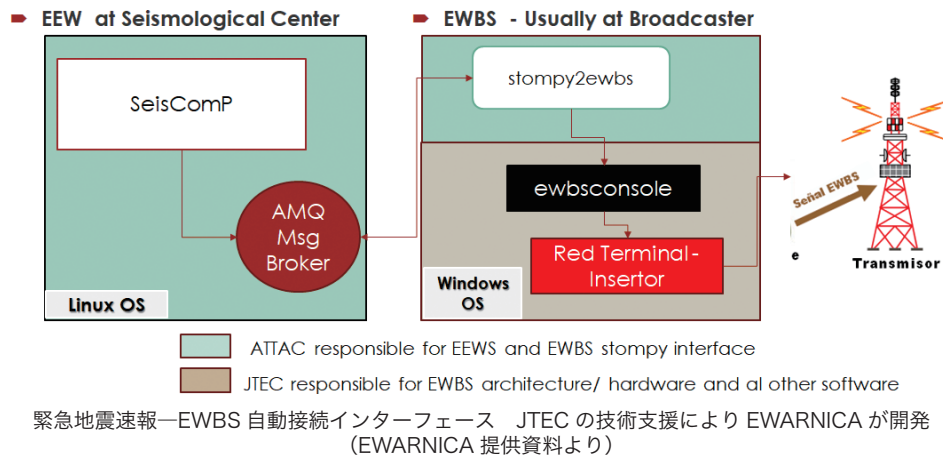 EEW at Seismological Center
EWBS - Usually at Broadcaster
SeisComP
AMQ
Msg
Broker
Linux OS
stompy2ewbs
ewbsconsole
Red Terminal-
Insertor
Windows
OS
Señal EWBS
e
Transmisor
ATTAC responsible for EEWS and EWBS stompy interface
JTEC responsible for EWBS architecture/ hardware and al other software
緊急地震速報―EWBS 自動接続インターフェース　JTEC の技術支援により EWARNICA が開発
（EWARNICA 提供資料より）